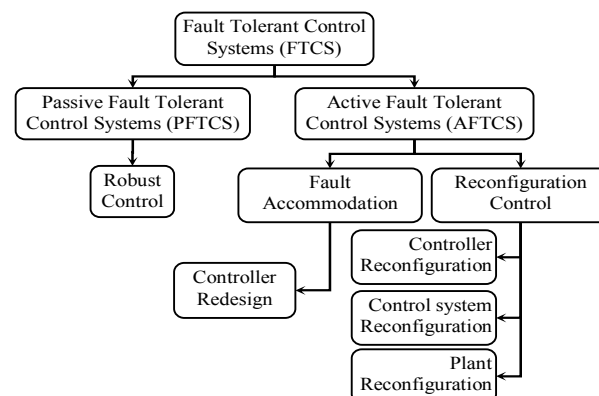 Fault Tolerant Control
Systems (FTCS)
Passive Fault Tolerant
Control Systems (PFTCS)
Active Fault Tolerant
Control Systems (AFTCS)
Robust
Control
Fault
Accommodation
Reconfiguration
Control
Controller
Redesign
Controller
Reconfiguration
Control system
Reconfiguration
Plant
Reconfiguration